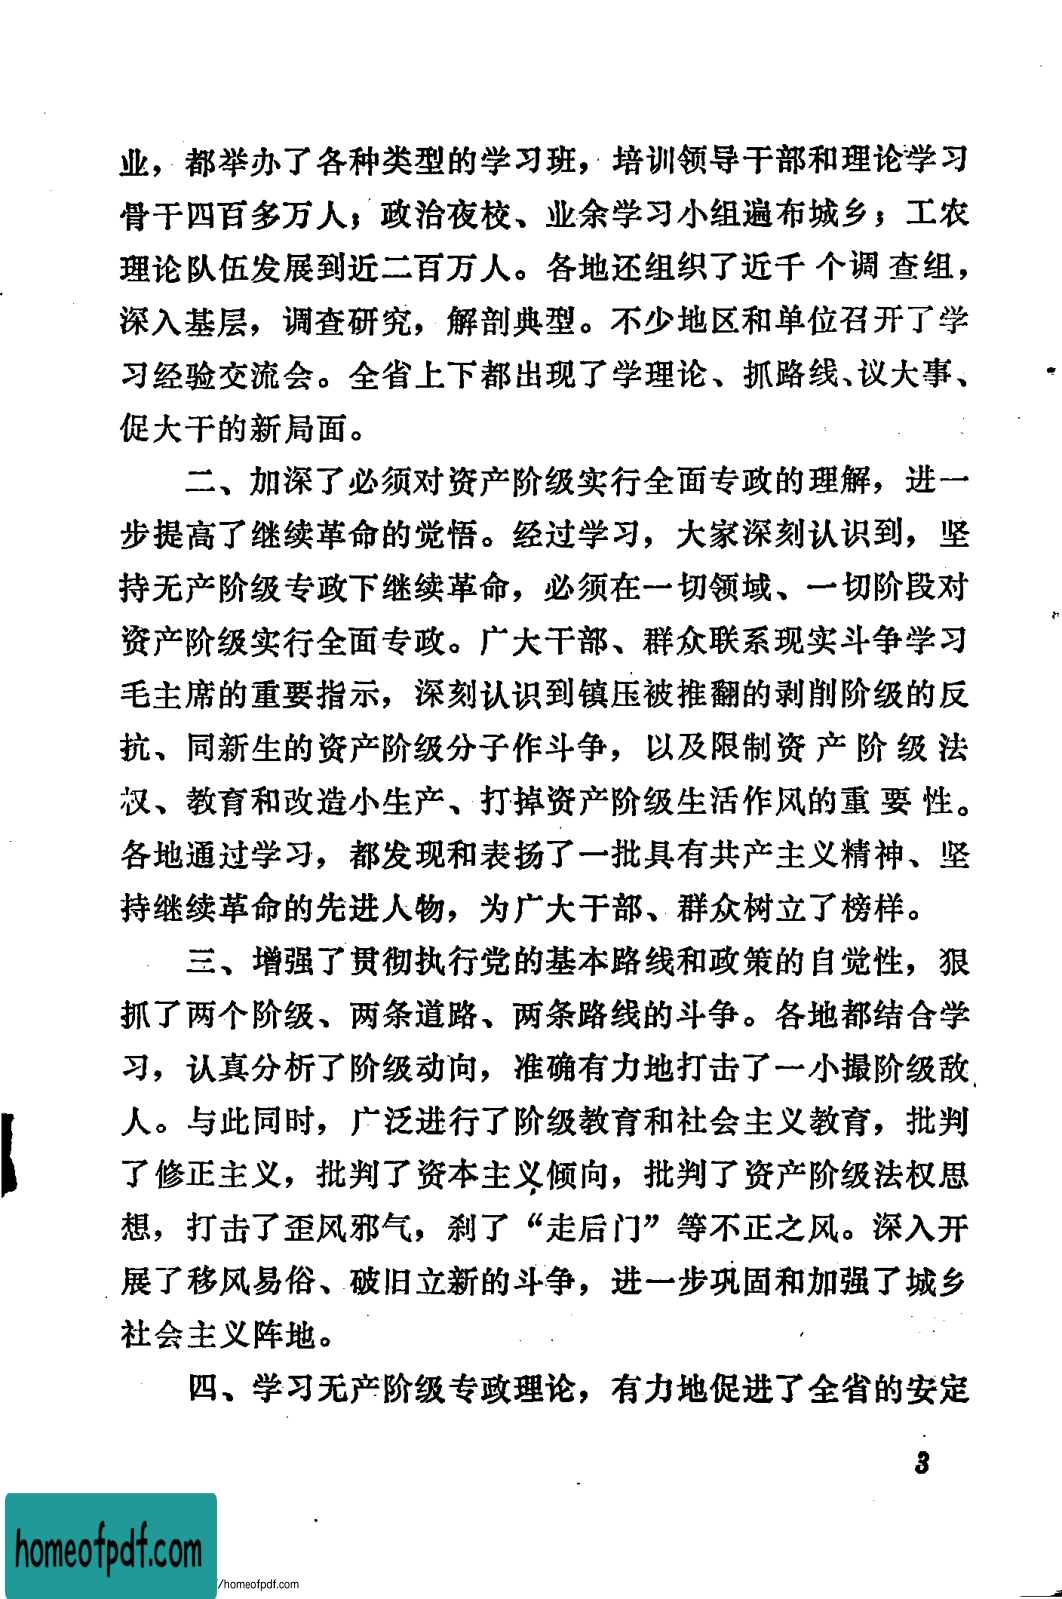 业，都举办了各种类型的学习班，培训领导干部和理论学习
骨干四百多万人；政治夜校、业余学习小组遍布城乡；工农
理论队伍发展到近二百万人。各地还组织了近千个调查组，
深入基层，调查研究，解剖典型。不少地区和单位召开了学
习经验交流会。全省上下都出现了学理论、抓路线、议大事、
促大干的新局面。
二、加深了必须对资产阶级实行全面专政的理解，进一
步提高了继续革命的觉悟。经过学习，大家深刻认识到，坚
持无产阶级专政下继续革命，必须在一切领域、一切阶段对
资产阶级实行全面专政。广大干部、群众联系现实斗争学习
毛主席的重要指示，深刻认识到镇压被推翻的剥削阶级的反
抗、同新生的资产阶级分子作斗争，以及限制资产阶级法
权、教育和改造小生产、打掉资产阶级生活作风的重要性。
各地通过学习，都发现和表扬了一批具有共产主义精神、坚
持继续革命的先进人物，为广大干部、群众树立了榜样。
三、增强了贯彻执行党的基本路线和政策的自觉性，狠
抓了两个阶级、两条道路、两条路线的斗争。各地都结合学
习，认真分析了阶级动向，准确有力地打击了一小撮阶级敌
人。与此同时，广泛进行了阶级教育和社会主义教育，批判
了修正主义，批判了资本主义倾向，批判了资产阶级法权思
想，打击了歪风邪气，刹了“走后门”等不正之风。深入开
展了移风易俗、破旧立新的斗争，进一步巩固和加强了城乡
社会主义阵地。
四、学习无产阶级专政理论，有力地促进了全省的安定
3
homeofpdf.com
/homeofpdf.com